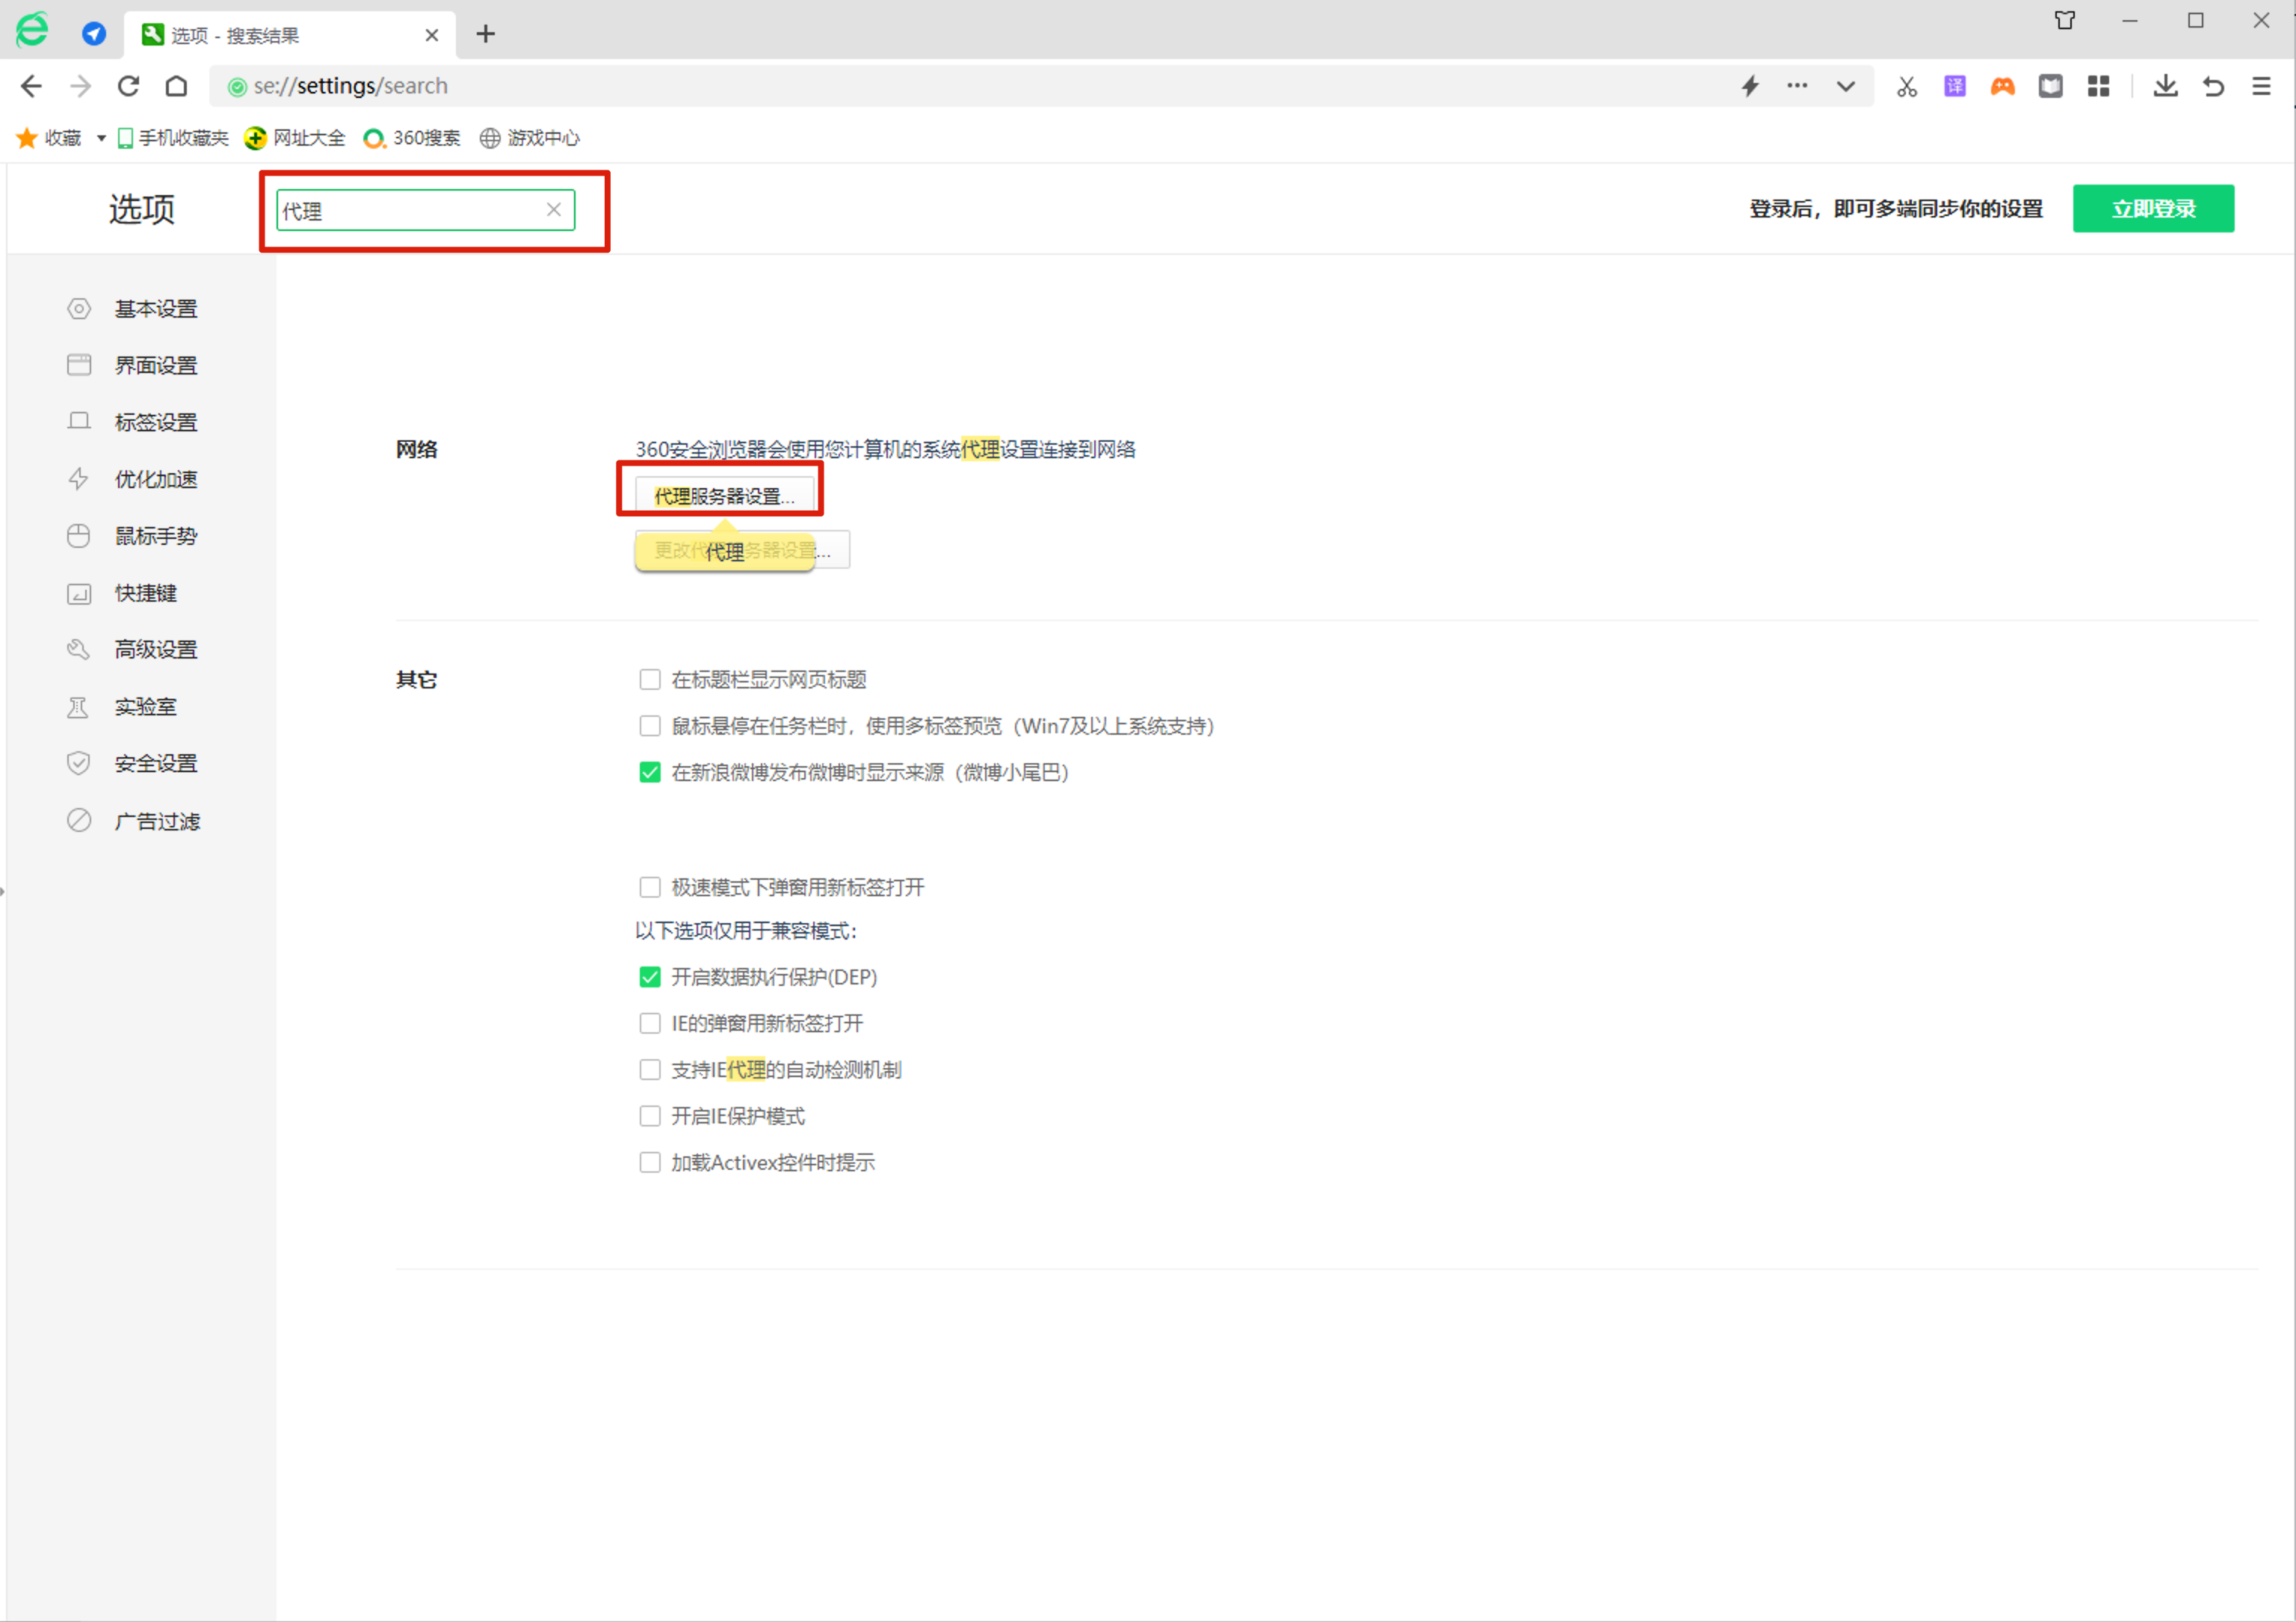 选项 - 搜索结果
se://settings/search
译
收藏 手机收藏夹 网址大全 360搜索 游戏中心
选项
代理
登录后，即可多端同步你的设置
立即登录
基本设置
界面设置
标签设置
优化加速
鼠标手势
快捷键
高级设置
实验室
安全设置
广告过滤
网络
360安全浏览器会使用您计算机的系统代理设置连接到网络
代理服务器设置...
更改代理服务器设置...
代理
其它
在标题栏显示网页标题
鼠标悬停在任务栏时，使用多标签预览（Win7及以上系统支持）
在新浪微博发布微博时显示来源（微博小尾巴）
极速模式下弹窗用新标签打开
以下选项仅用于兼容模式：
开启数据执行保护(DEP)
IE的弹窗用新标签打开
支持IE代理的自动检测机制
开启IE保护模式
加载Activex控件时提示